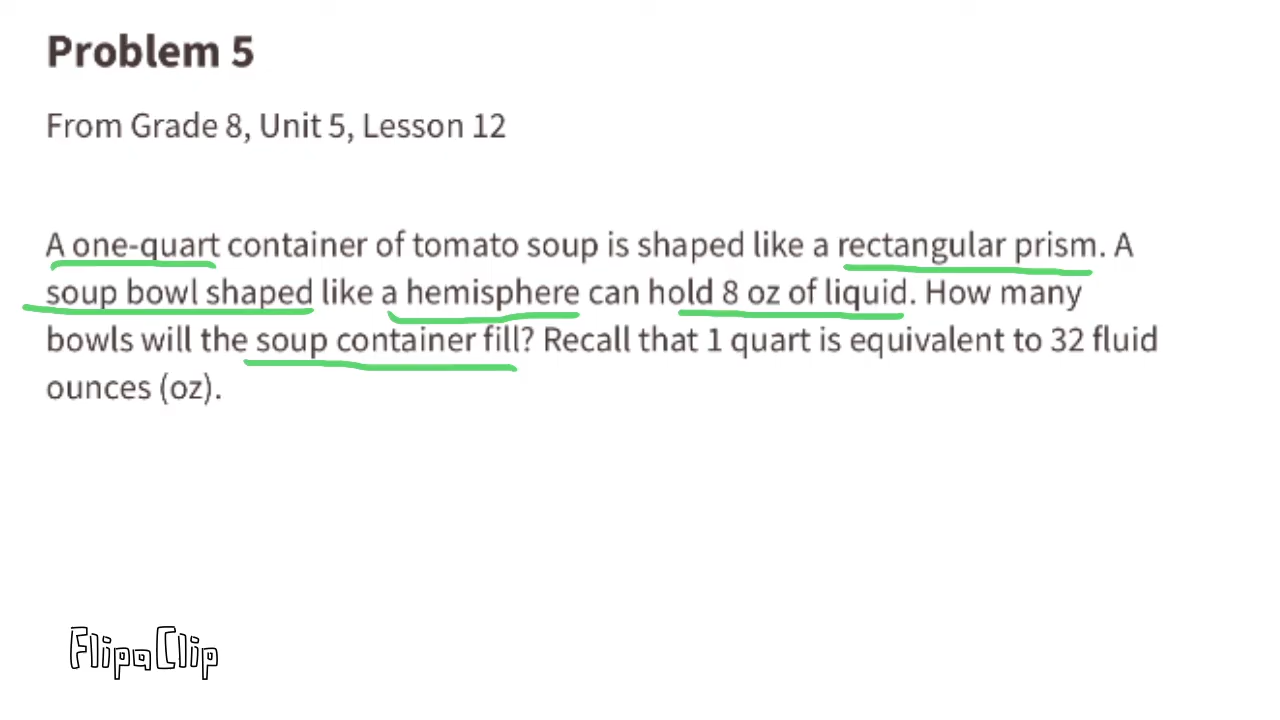 Problem 5
From Grade 8, Unit 5, Lesson 12
A one-quart container of tomato soup is shaped like a rectangular prism. A
soup bowl shaped like a hemisphere can hold 8 oz of liquid. How many
bowls will the soup container fill? Recall that 1 quart is equivalent to 32 fluid
ounces (oz).
FlipaClip